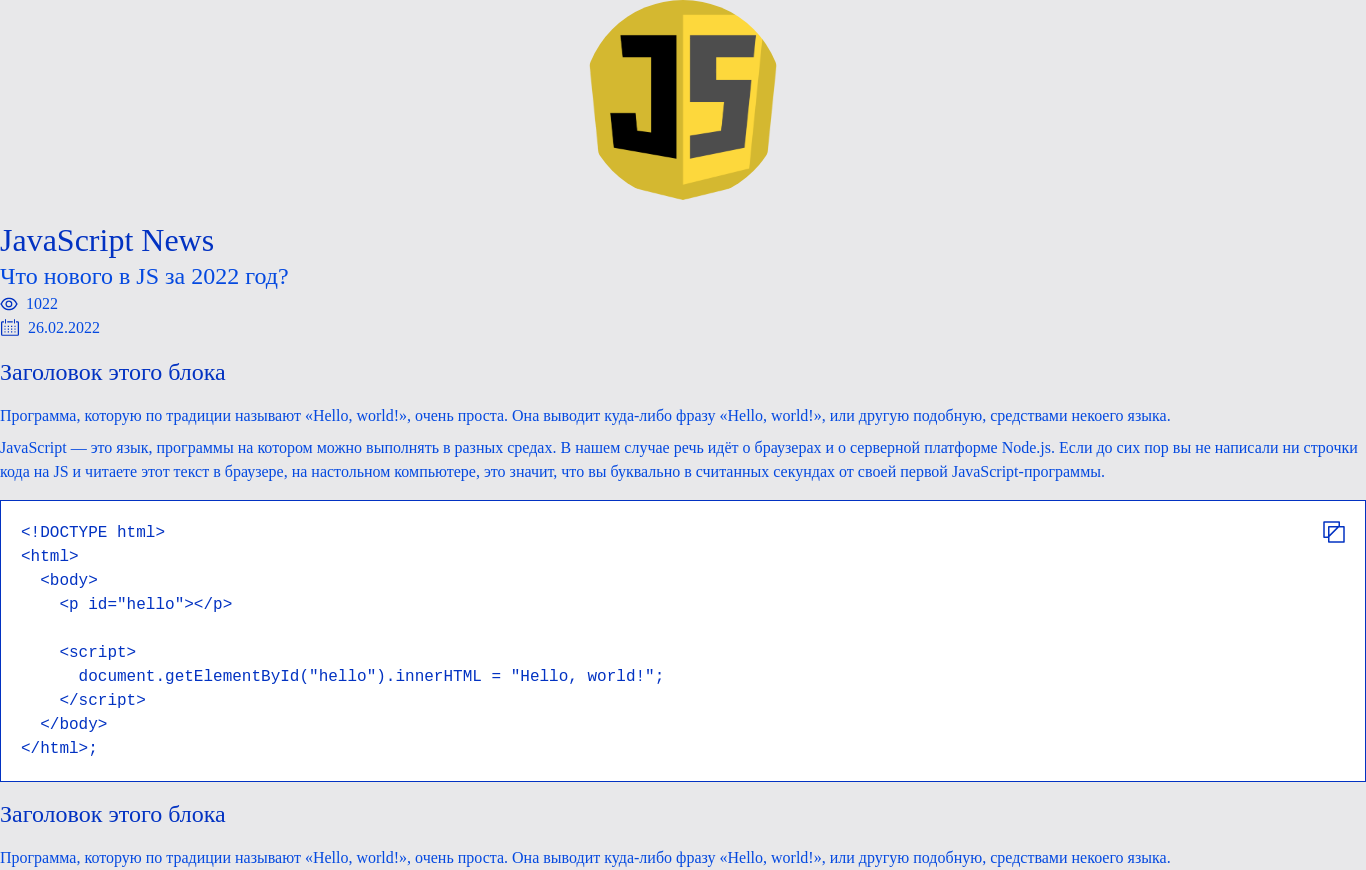 JS
JavaScript News
Что нового в JS за 2022 год?
1022
26.02.2022
Заголовок этого блока
Программа, которую по традиции называют «Hello, world!», очень проста. Она выводит куда-либо фразу «Hello, world!», или другую подобную, средствами некоего языка.
JavaScript — это язык, программы на котором можно выполнять в разных средах. В нашем случае речь идёт о браузерах и о серверной платформе Node.js. Если до сих пор вы не написали ни строчки
кода на JS и читаете этот текст в браузере, на настольном компьютере, это значит, что вы буквально в считанных секундах от своей первой JavaScript-программы.
<!DOCTYPE html>
<html>
  <body>
    <p id="hello"></p>
    <script>
      document.getElementById("hello").innerHTML = "Hello, world!";
    </script>
  </body>
</html>;
Заголовок этого блока
Программа, которую по традиции называют «Hello, world!», очень проста. Она выводит куда-либо фразу «Hello, world!», или другую подобную, средствами некоего языка.